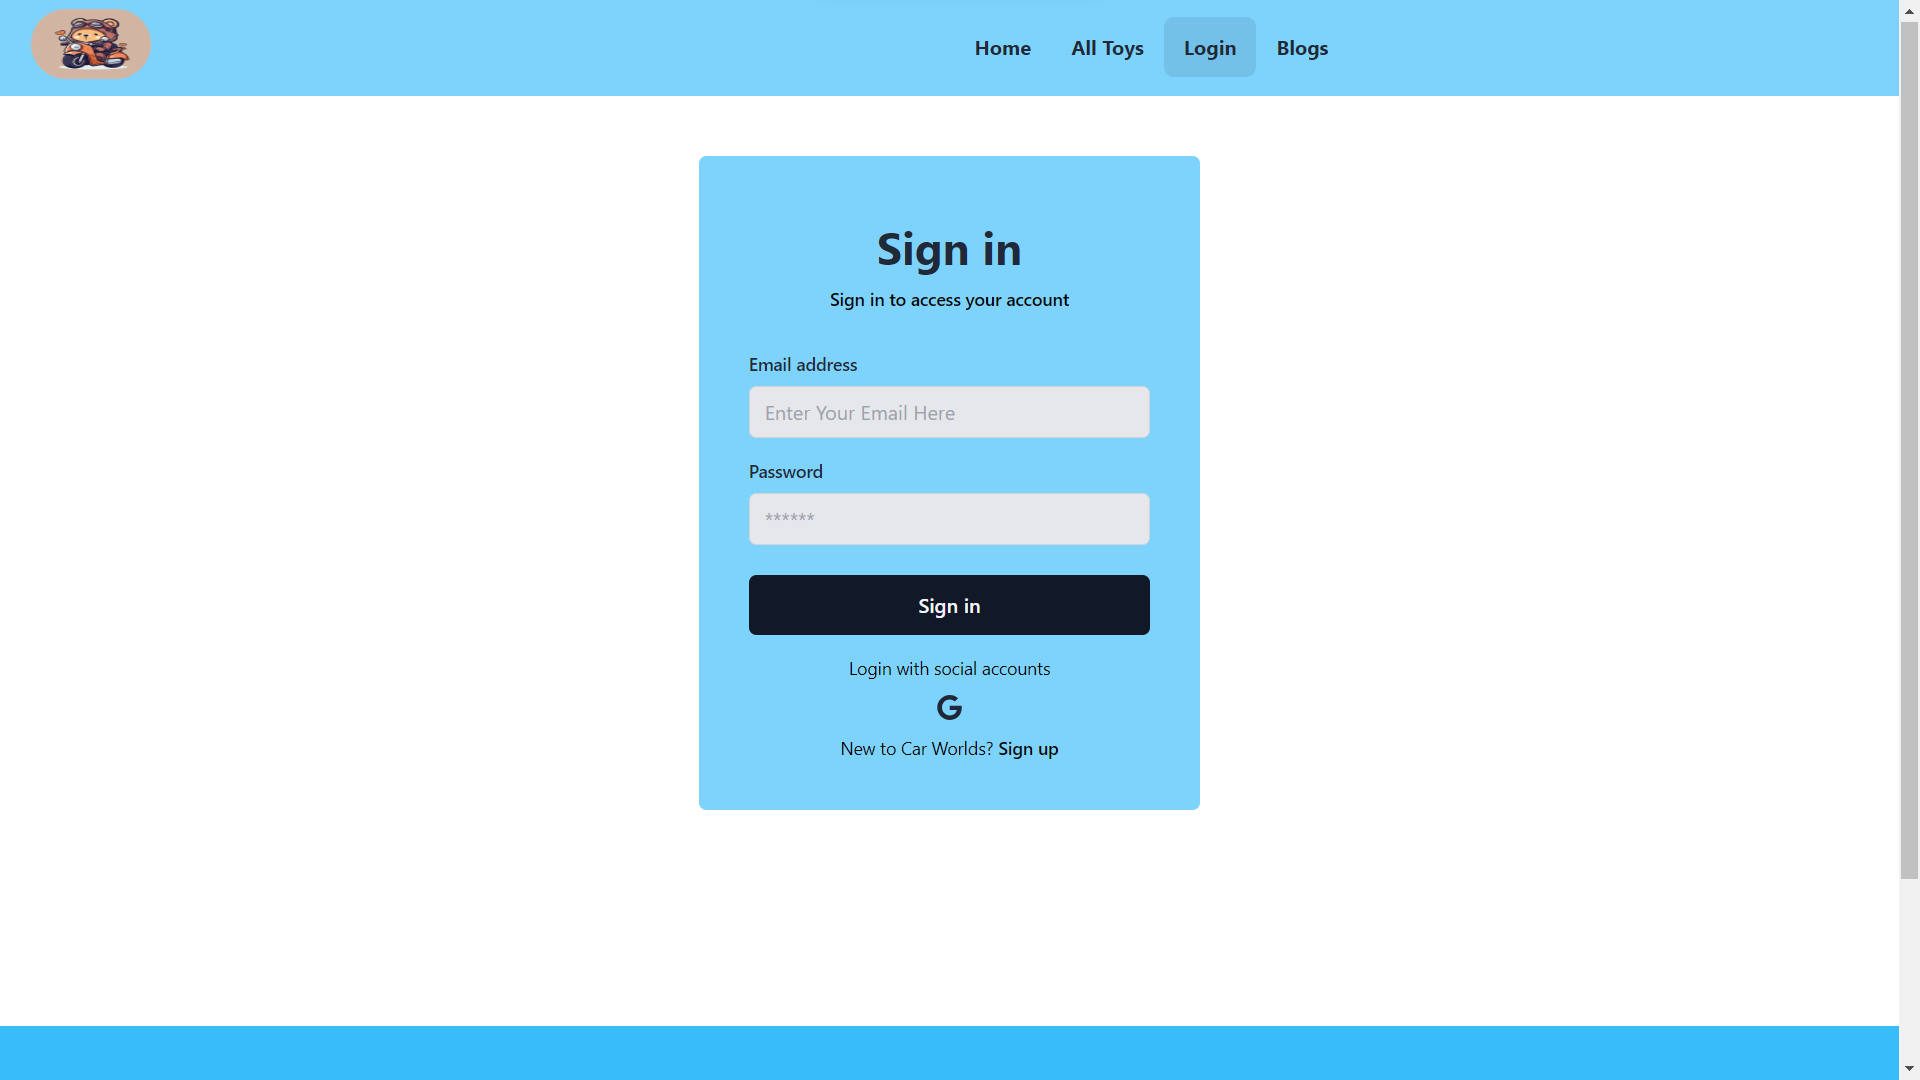 Home All Toys Login Blogs
Sign in
Sign in to access your account
Email address
Enter Your Email Here
Password
******
Sign in
Login with social accounts
G
New to Car Worlds? Sign up